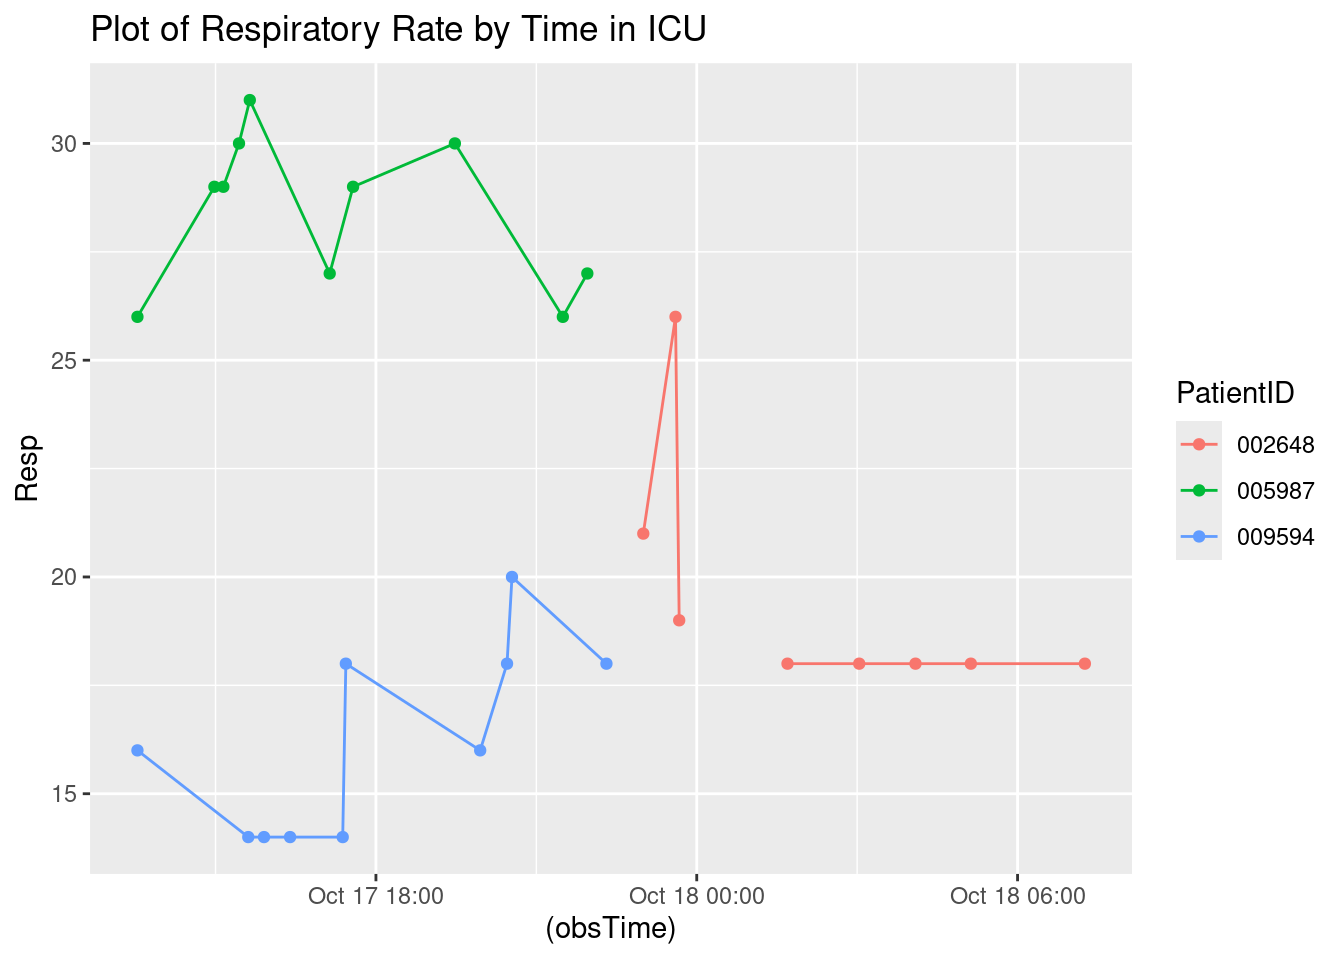 Plot of Respiratory Rate by Time in ICU
30
25
20
15
Resp
Oct 17 18:00
Oct 18 00:00
Oct 18 06:00
(obsTime)
PatientID
002648
005987
009594